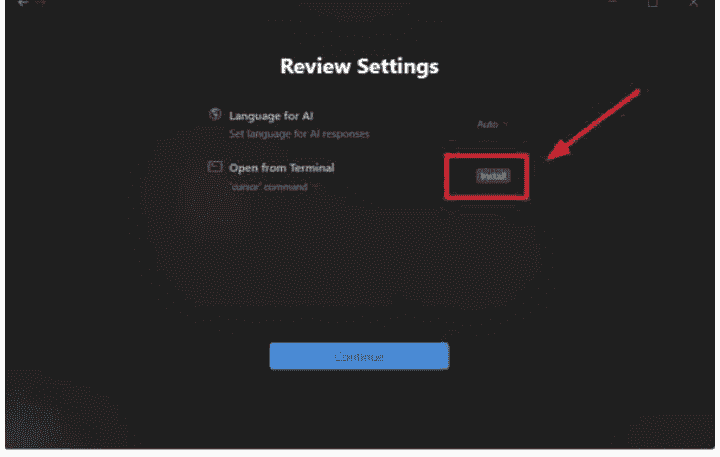 Review Settings
Language for AI
Set language for AI responses
Auto
Open from Terminal
'cursor' command
Install
Continue